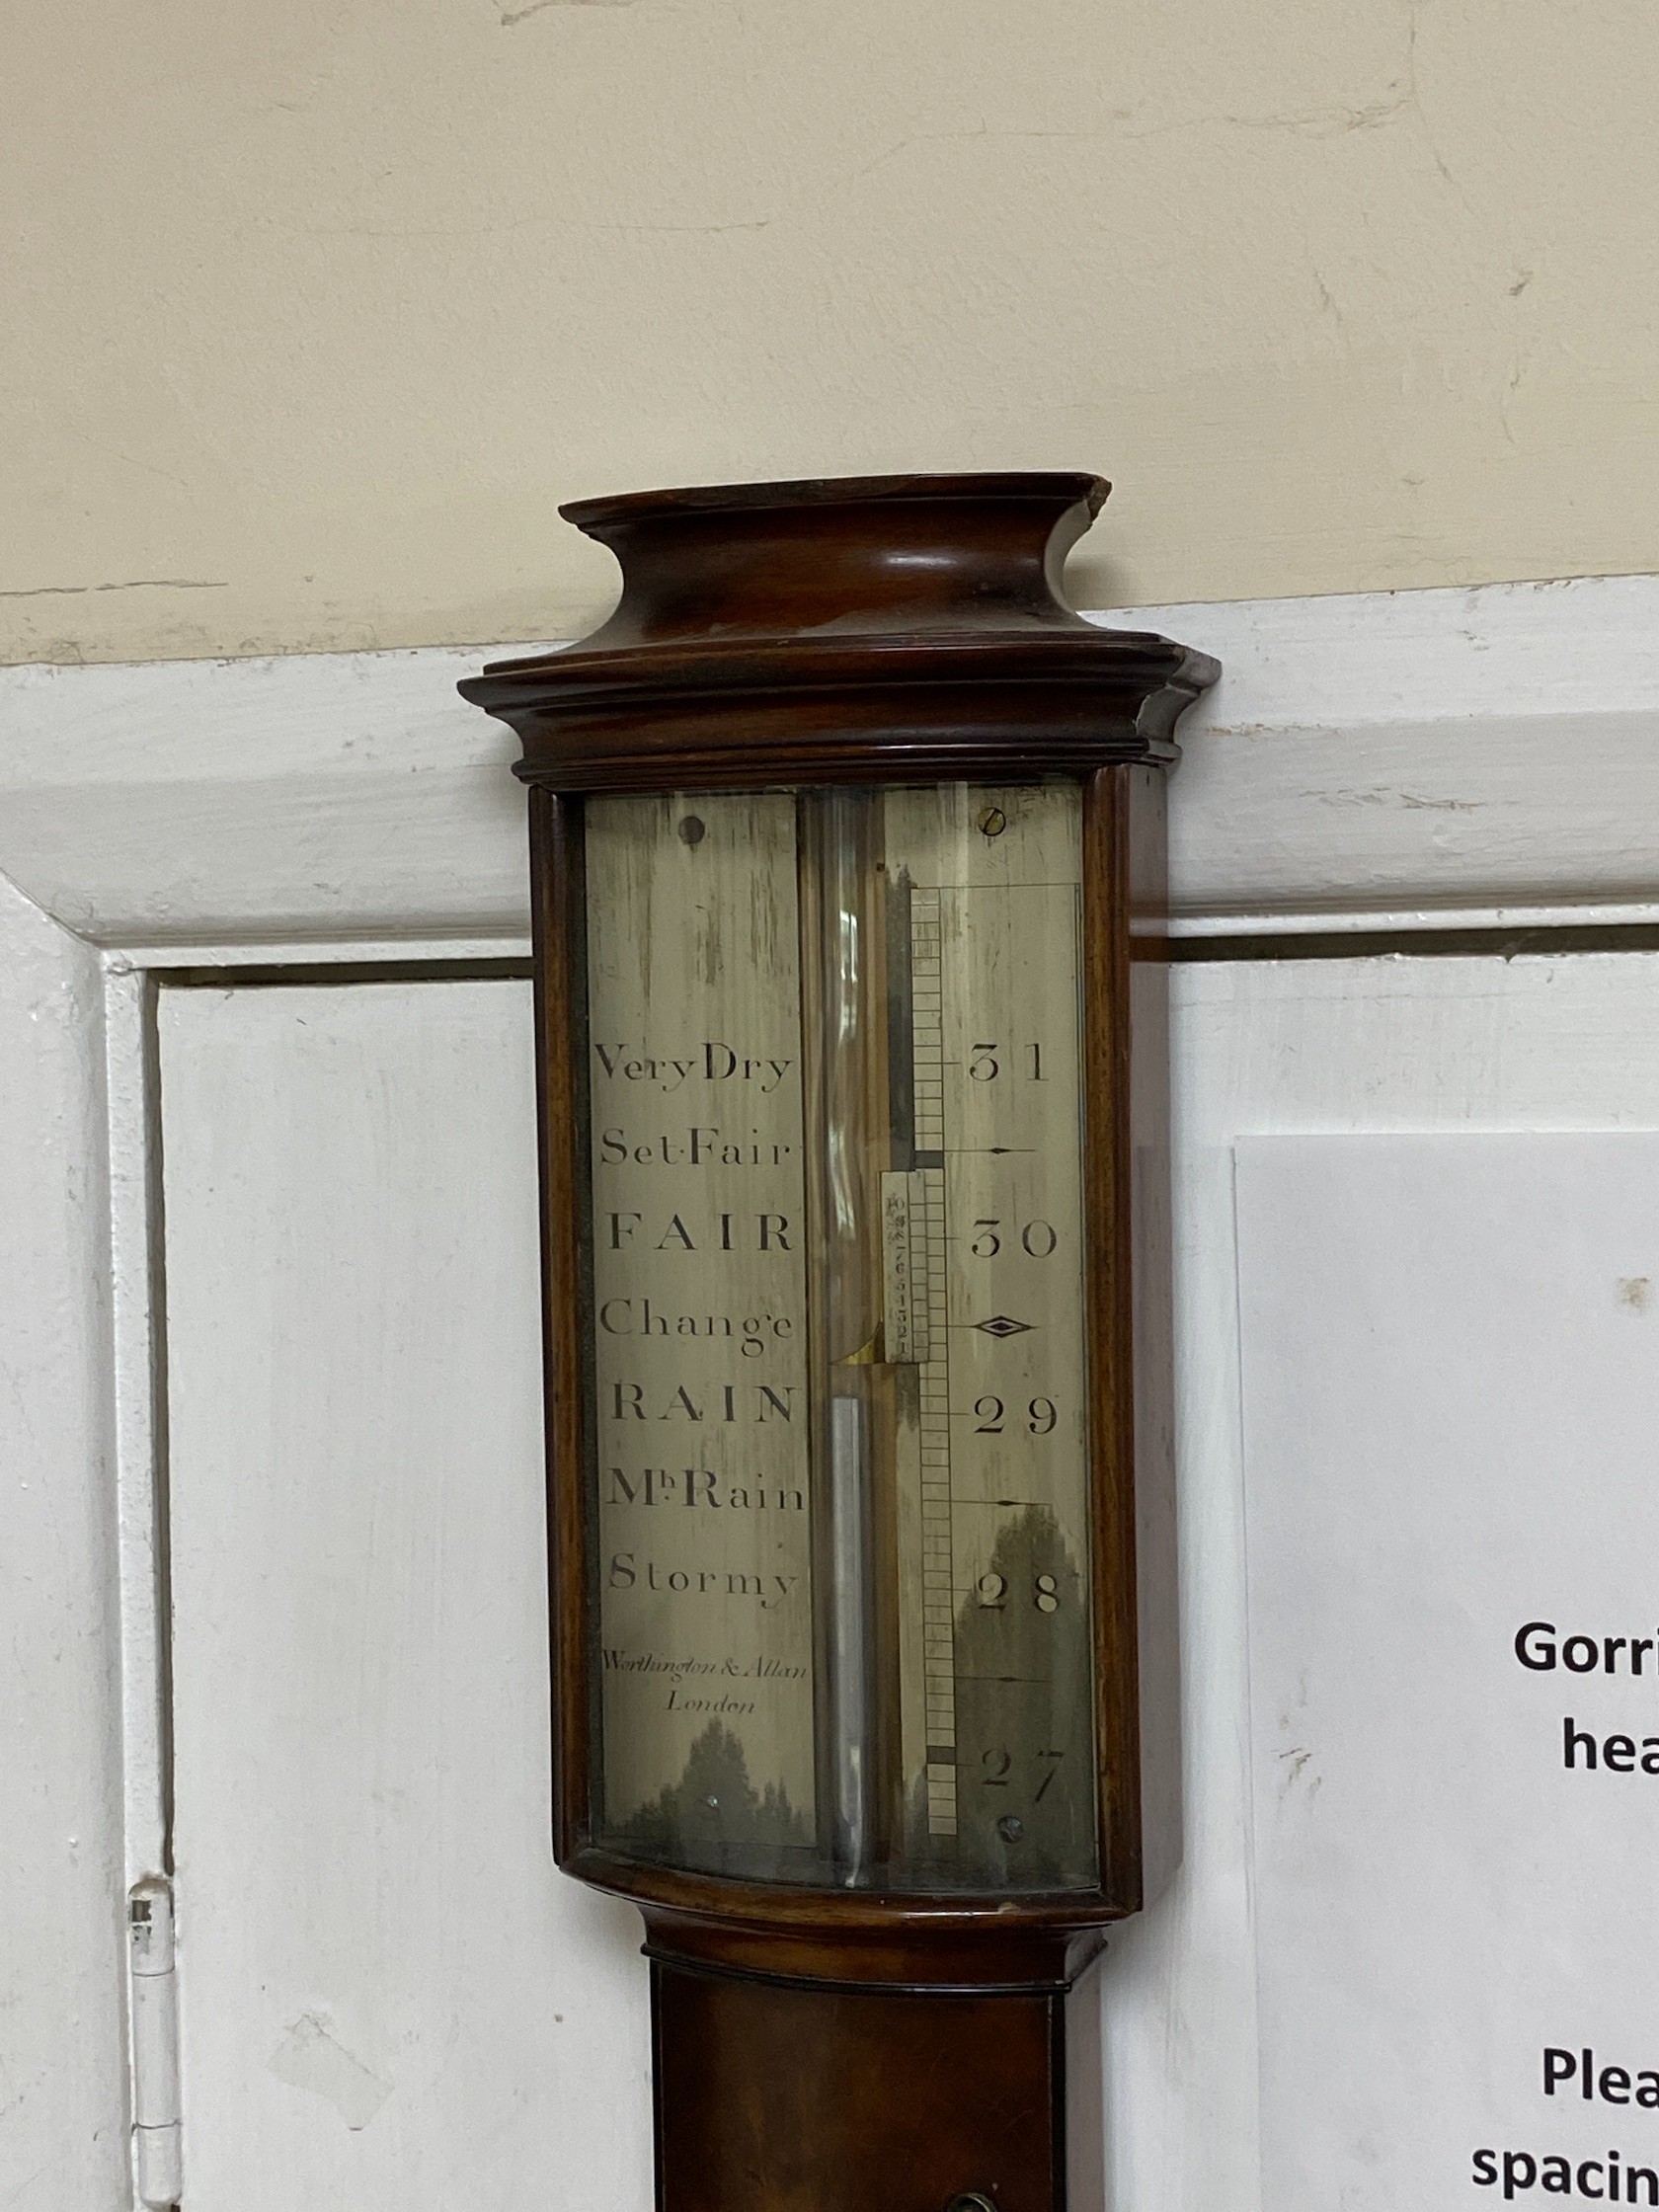 Very Dry
Set Fair
FAIR
Change
RAIN
Mh. Rain
Stormy
Worthington & Allan
London
31
30
29
28
27
Gorri
hea
Plea
spacin